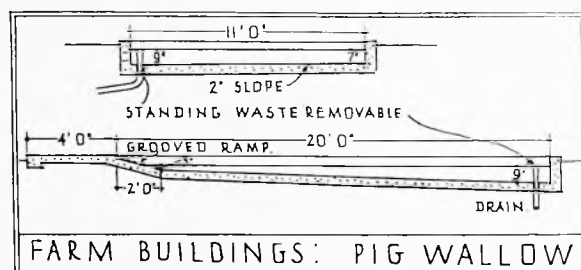 11'0"
9" 7"
2" SLOPE
STANDING WASTE REMOVABLE
4'0" 20'0"
GROOVED RAMP
2'0" 9"
DRAIN
FARM BUILDINGS: PIG WALLOW